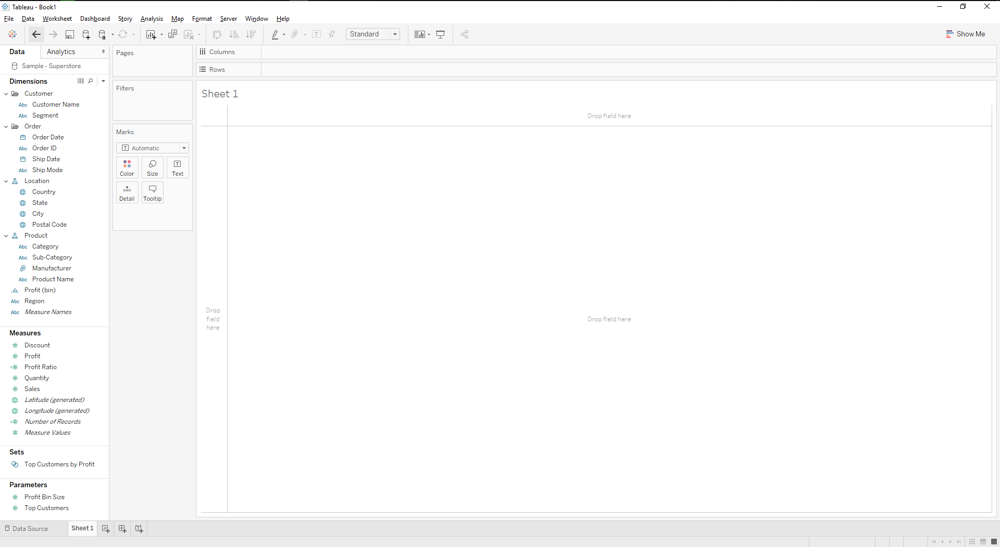 Tableau - Book1
File Data Worksheet Dashboard Story Analysis Map Format Server Window Help
Standard
Show Me
Data Analytics
Sample - Superstore
Dimensions
Customer
Abc Customer Name
Abc Segment
Order
Order Date
Abc Order ID
Ship Date
Abc Ship Mode
Location
Country
State
City
Postal Code
Product
Abc Category
Abc Sub-Category
Manufacturer
Abc Product Name
Profit (bin)
Abc Region
Abc Measure Names
Measures
# Discount
# Profit
=# Profit Ratio
# Quantity
# Sales
Latitude (generated)
Longitude (generated)
=# Number of Records
# Measure Values
Sets
Top Customers by Profit
Parameters
# Profit Bin Size
# Top Customers
Pages
Filters
Marks
T Automatic
Color Size Text
Detail Tooltip
Columns
Rows
Sheet 1
Drop field here
Drop
field
here
Drop field here
Data Source Sheet 1